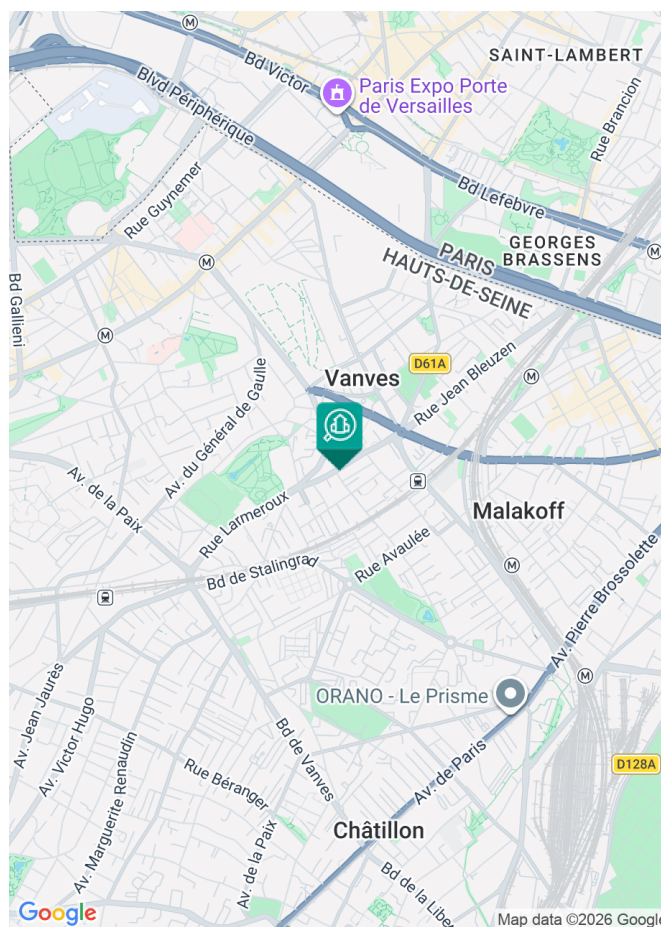 SAINT-LAMBERT
M
Bd Victor
Blvd Périphérique
Paris Expo Porte
de Versailles
Rue Brancion
Rue Guynemer
Bd Lefebvre
PARIS
HAUTS-DE-SEINE
GEORGES
BRASSENS
M
M
Bd Gallieni
M
Vanves
D61A
Rue Jean Bleuzen
M
Av. du Général de Gaulle
Av. de la Paix
Rue Larmeroux
Malakoff
Bd de Stalingrad
Rue Avaulée
M
Av. Pierre Brossolette
ORANO - Le Prisme
M
Av. Jean Jaurès
Av. Victor Hugo
Av. Marguerite Renaudin
Bd de Vanves
Rue Béranger
Av. de Paris
D128A
Châtillon
Av. de la Paix
Bd de la Libe
Google
Map data ©2026 Google